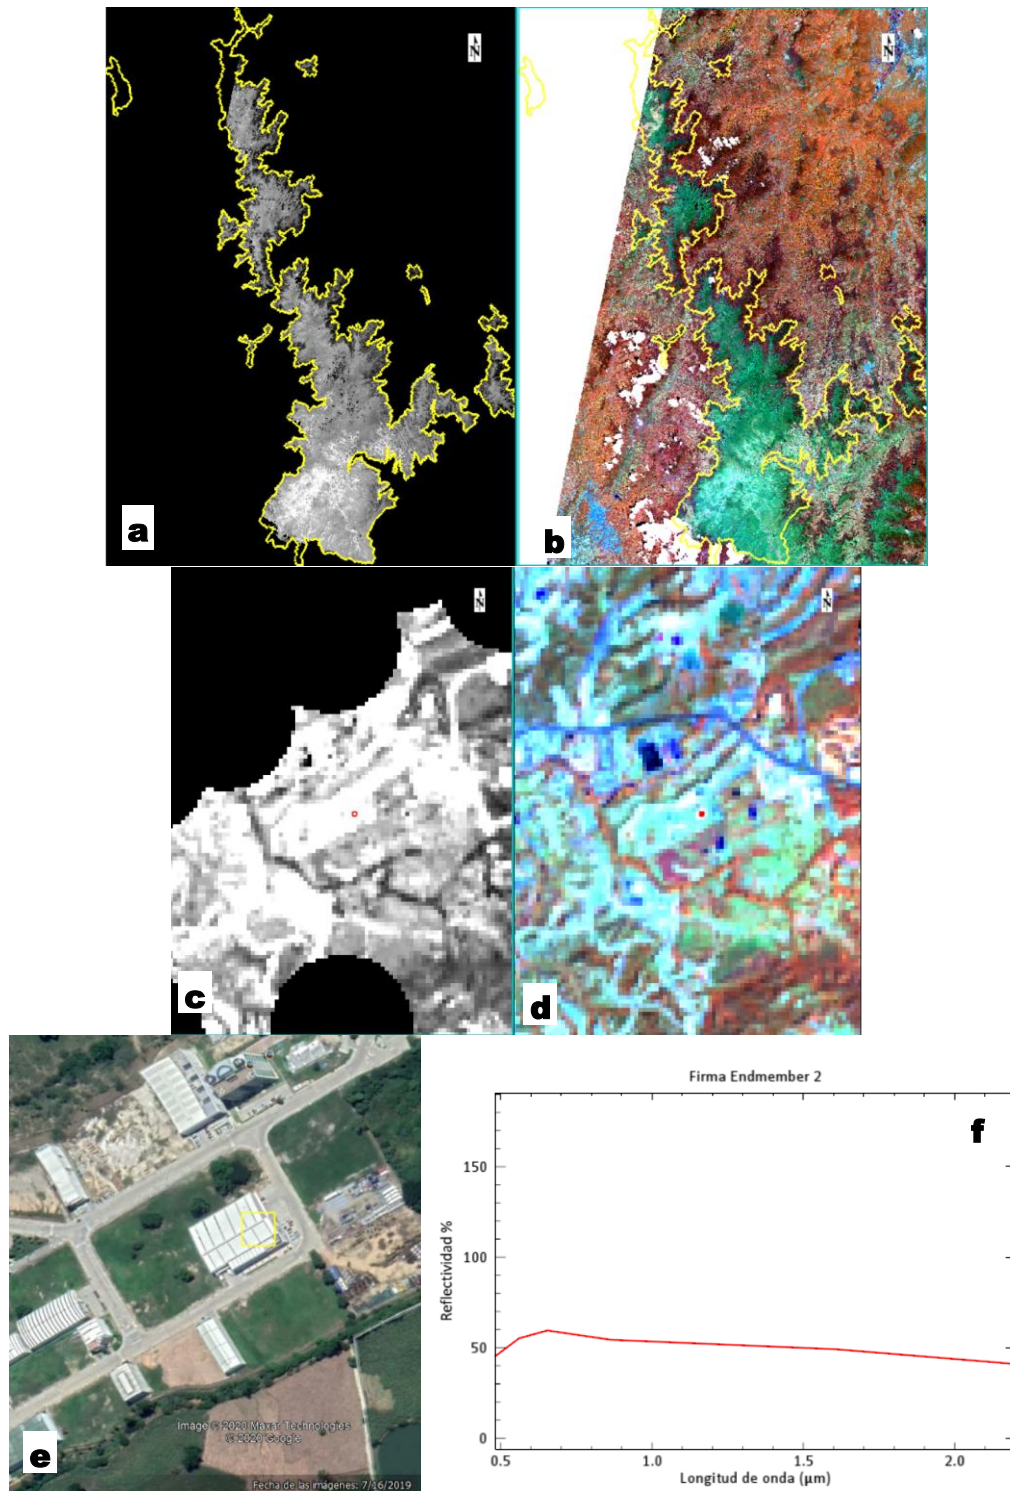 N
N
a
b
N
N
c
d
Image © 2020 Maxar Technologies
© 2020 Google
Fecha de las imágenes: 7/16/2019
e
Firma Endmember 2
f
150
100
50
0
Reflectividad %
0.5
1.0
1.5
2.0
Longitud de onda (μm)